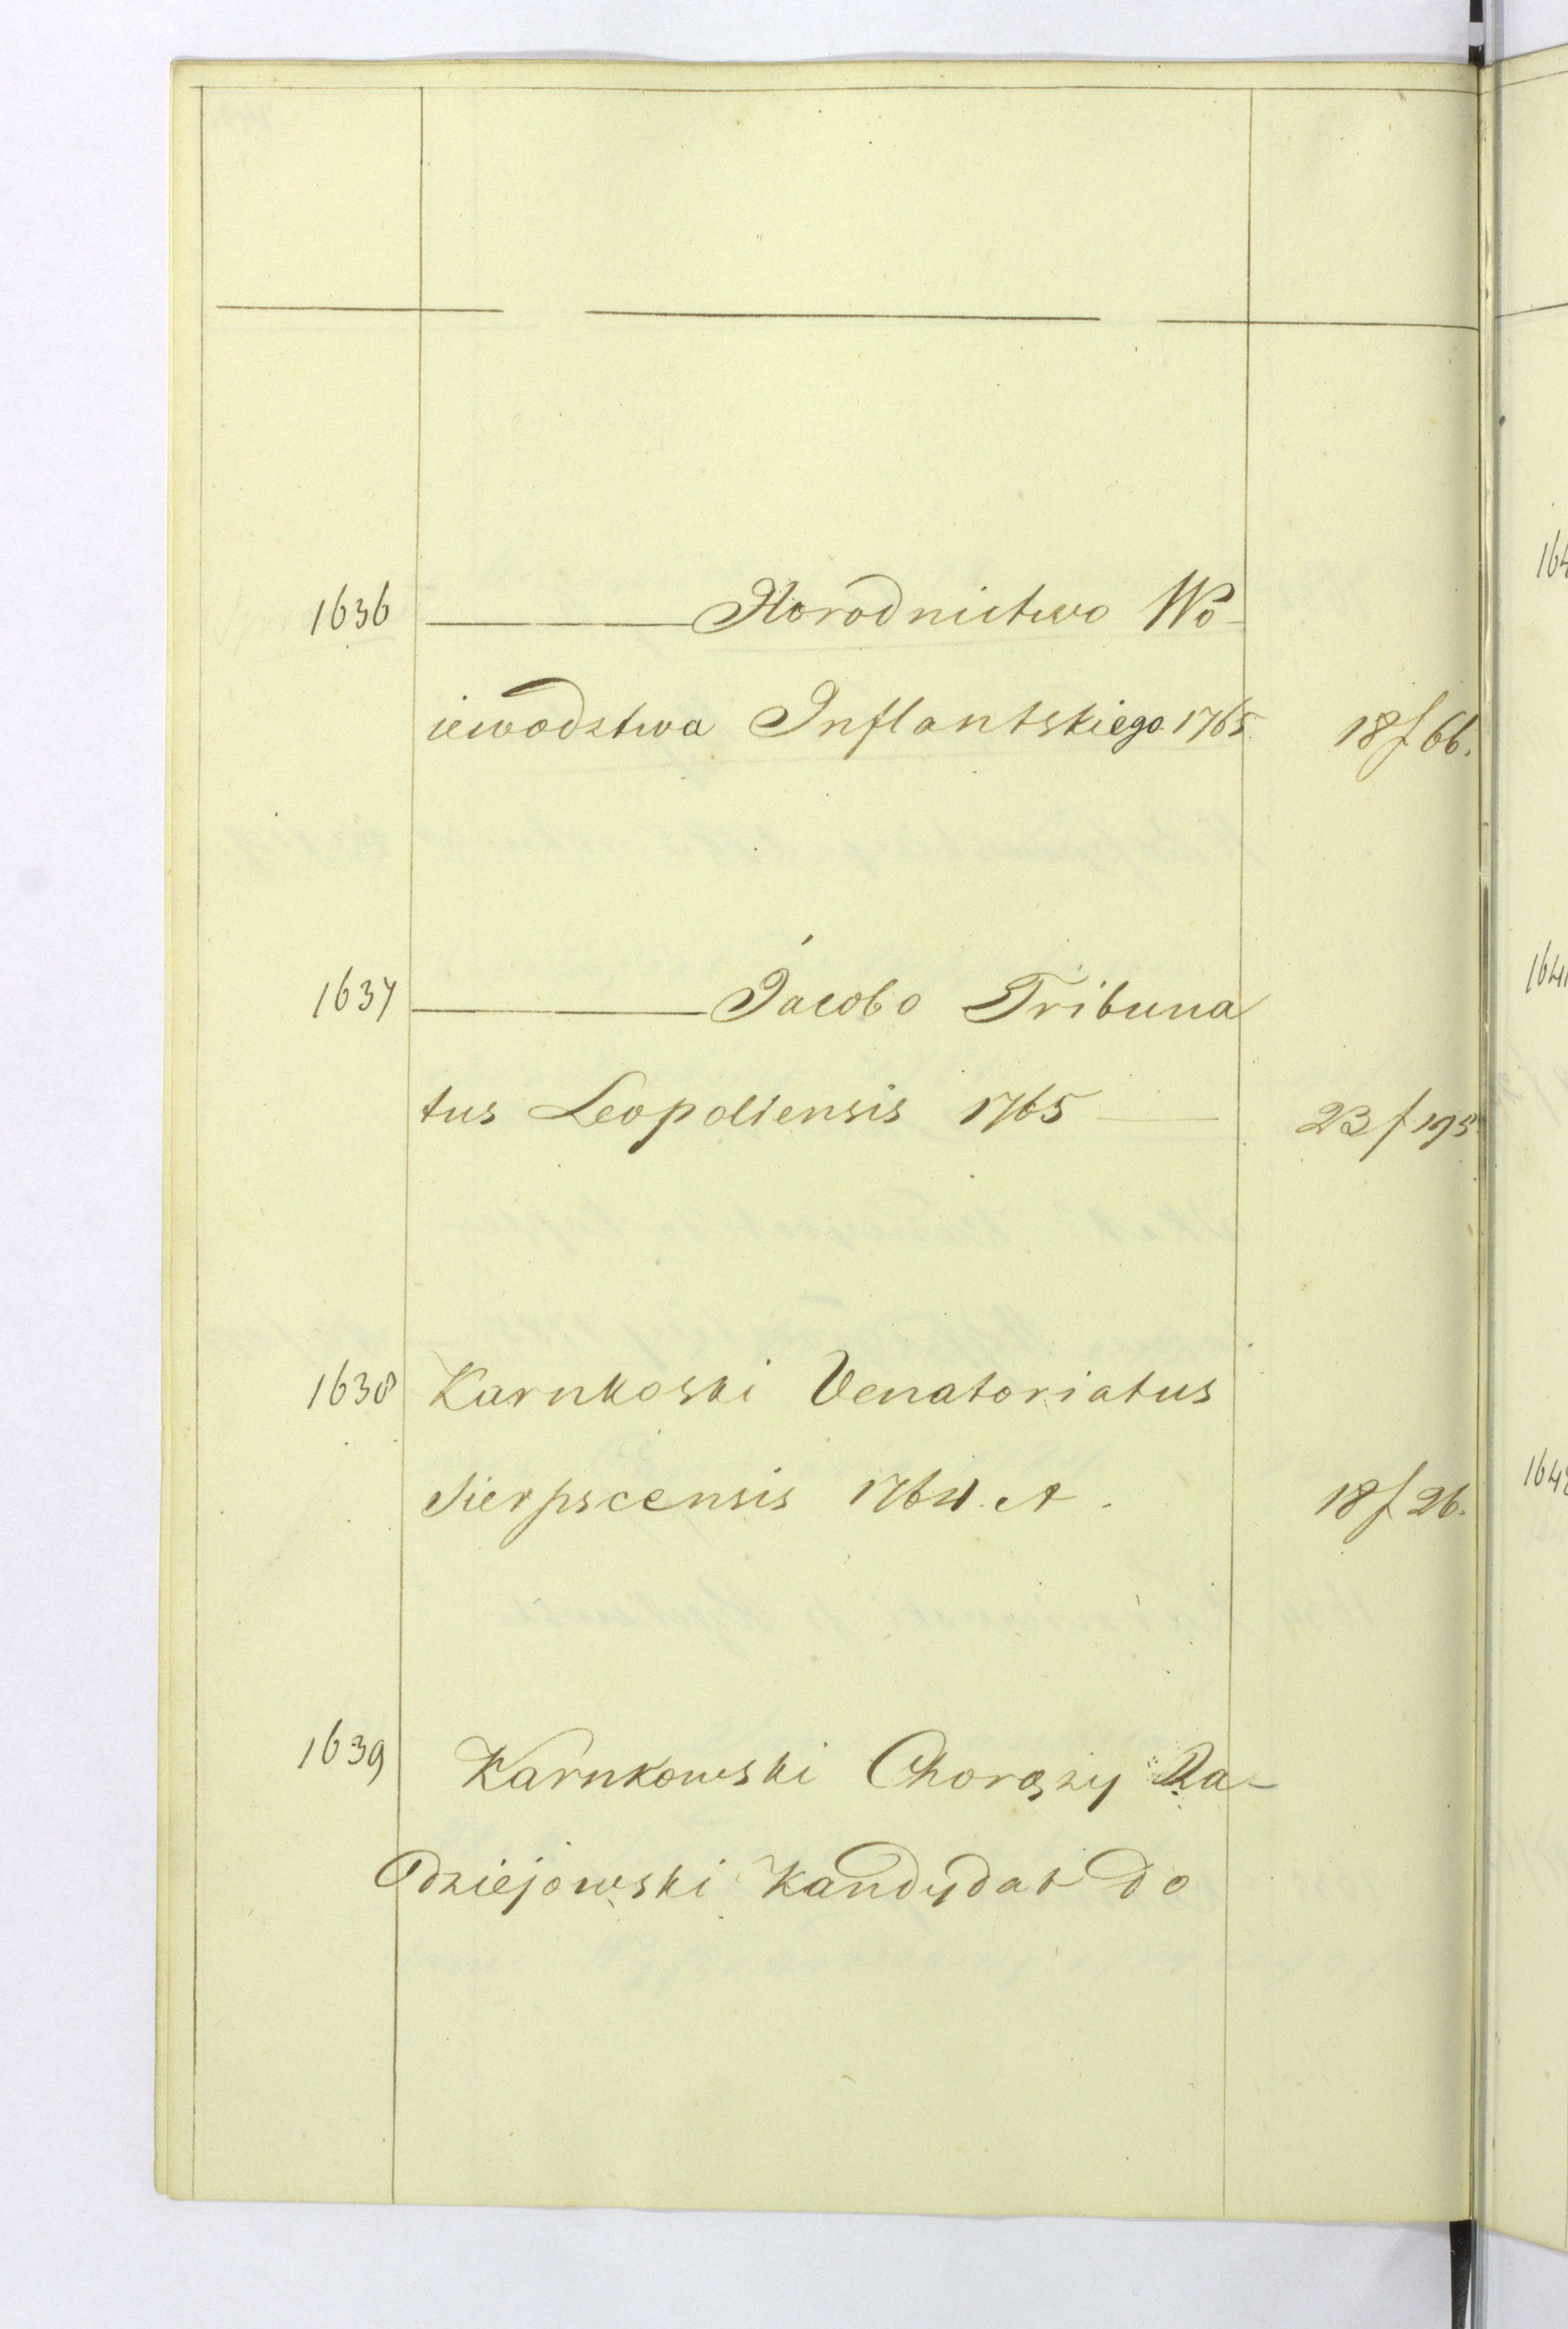 1636 ———Horodnictwo Wo-
iewodztwa Inflantskiego 1765 18 f 66.
1637 ———Jacobo Tribuna
tus Leopoliensis 1765 — 23 f 195
1638 Karnkoski Venatoriatus
Sierpscensis 1764. A. 18 f 26.
1639 Karnkowski Chorąży Ra-
dziejowski Kandydat do